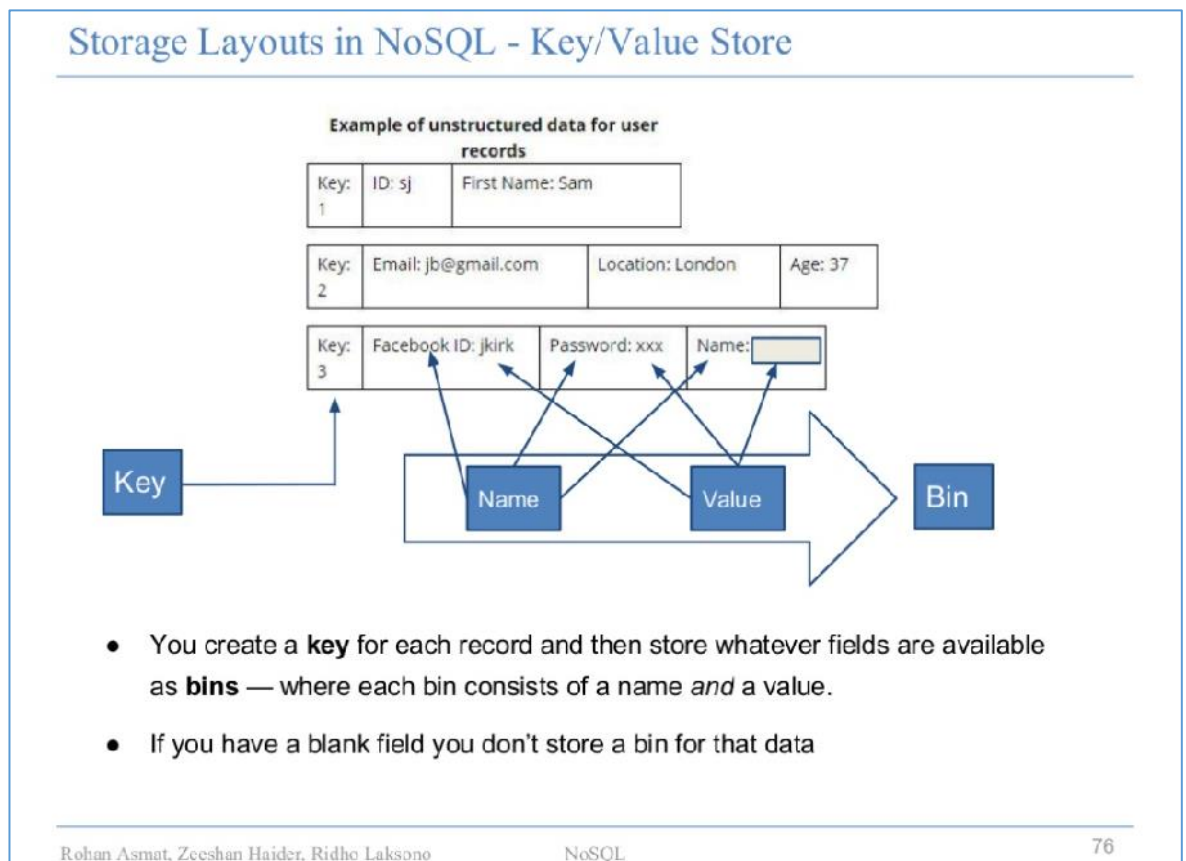 Storage Layouts in NoSQL - Key/Value Store
Example of unstructured data for user
records
Key: ID: sj First Name: Sam
1
Key: Email: jb@gmail.com Location: London Age: 37
2
Key: Facebook ID: jkirk Password: xxx Name:
3
Key
Name
Value
Bin
● You create a key for each record and then store whatever fields are available
as bins — where each bin consists of a name and a value.
● If you have a blank field you don't store a bin for that data
Rohan Asmat, Zeeshan Haider, Ridho Laksono NoSQL 76